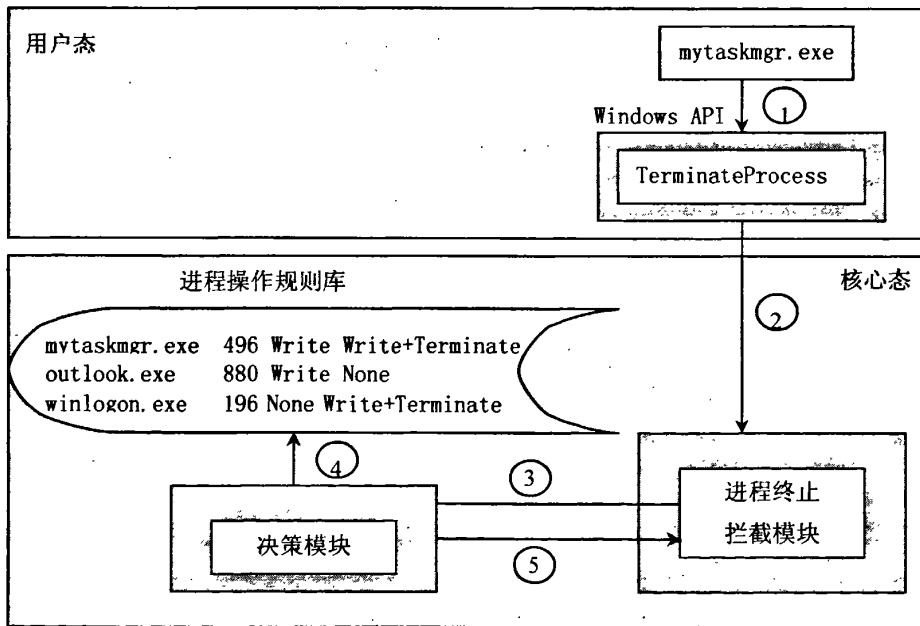 用户态
mytaskmgr.exe
1
Windows API
TerminateProcess
进程操作规则库
核心态
2
mytaskmgr.exe 496 Write Write+Terminate
outlook.exe 880 Write None
winlogon.exe 196 None Write+Terminate
4
3
进程终止
拦截模块
决策模块
5